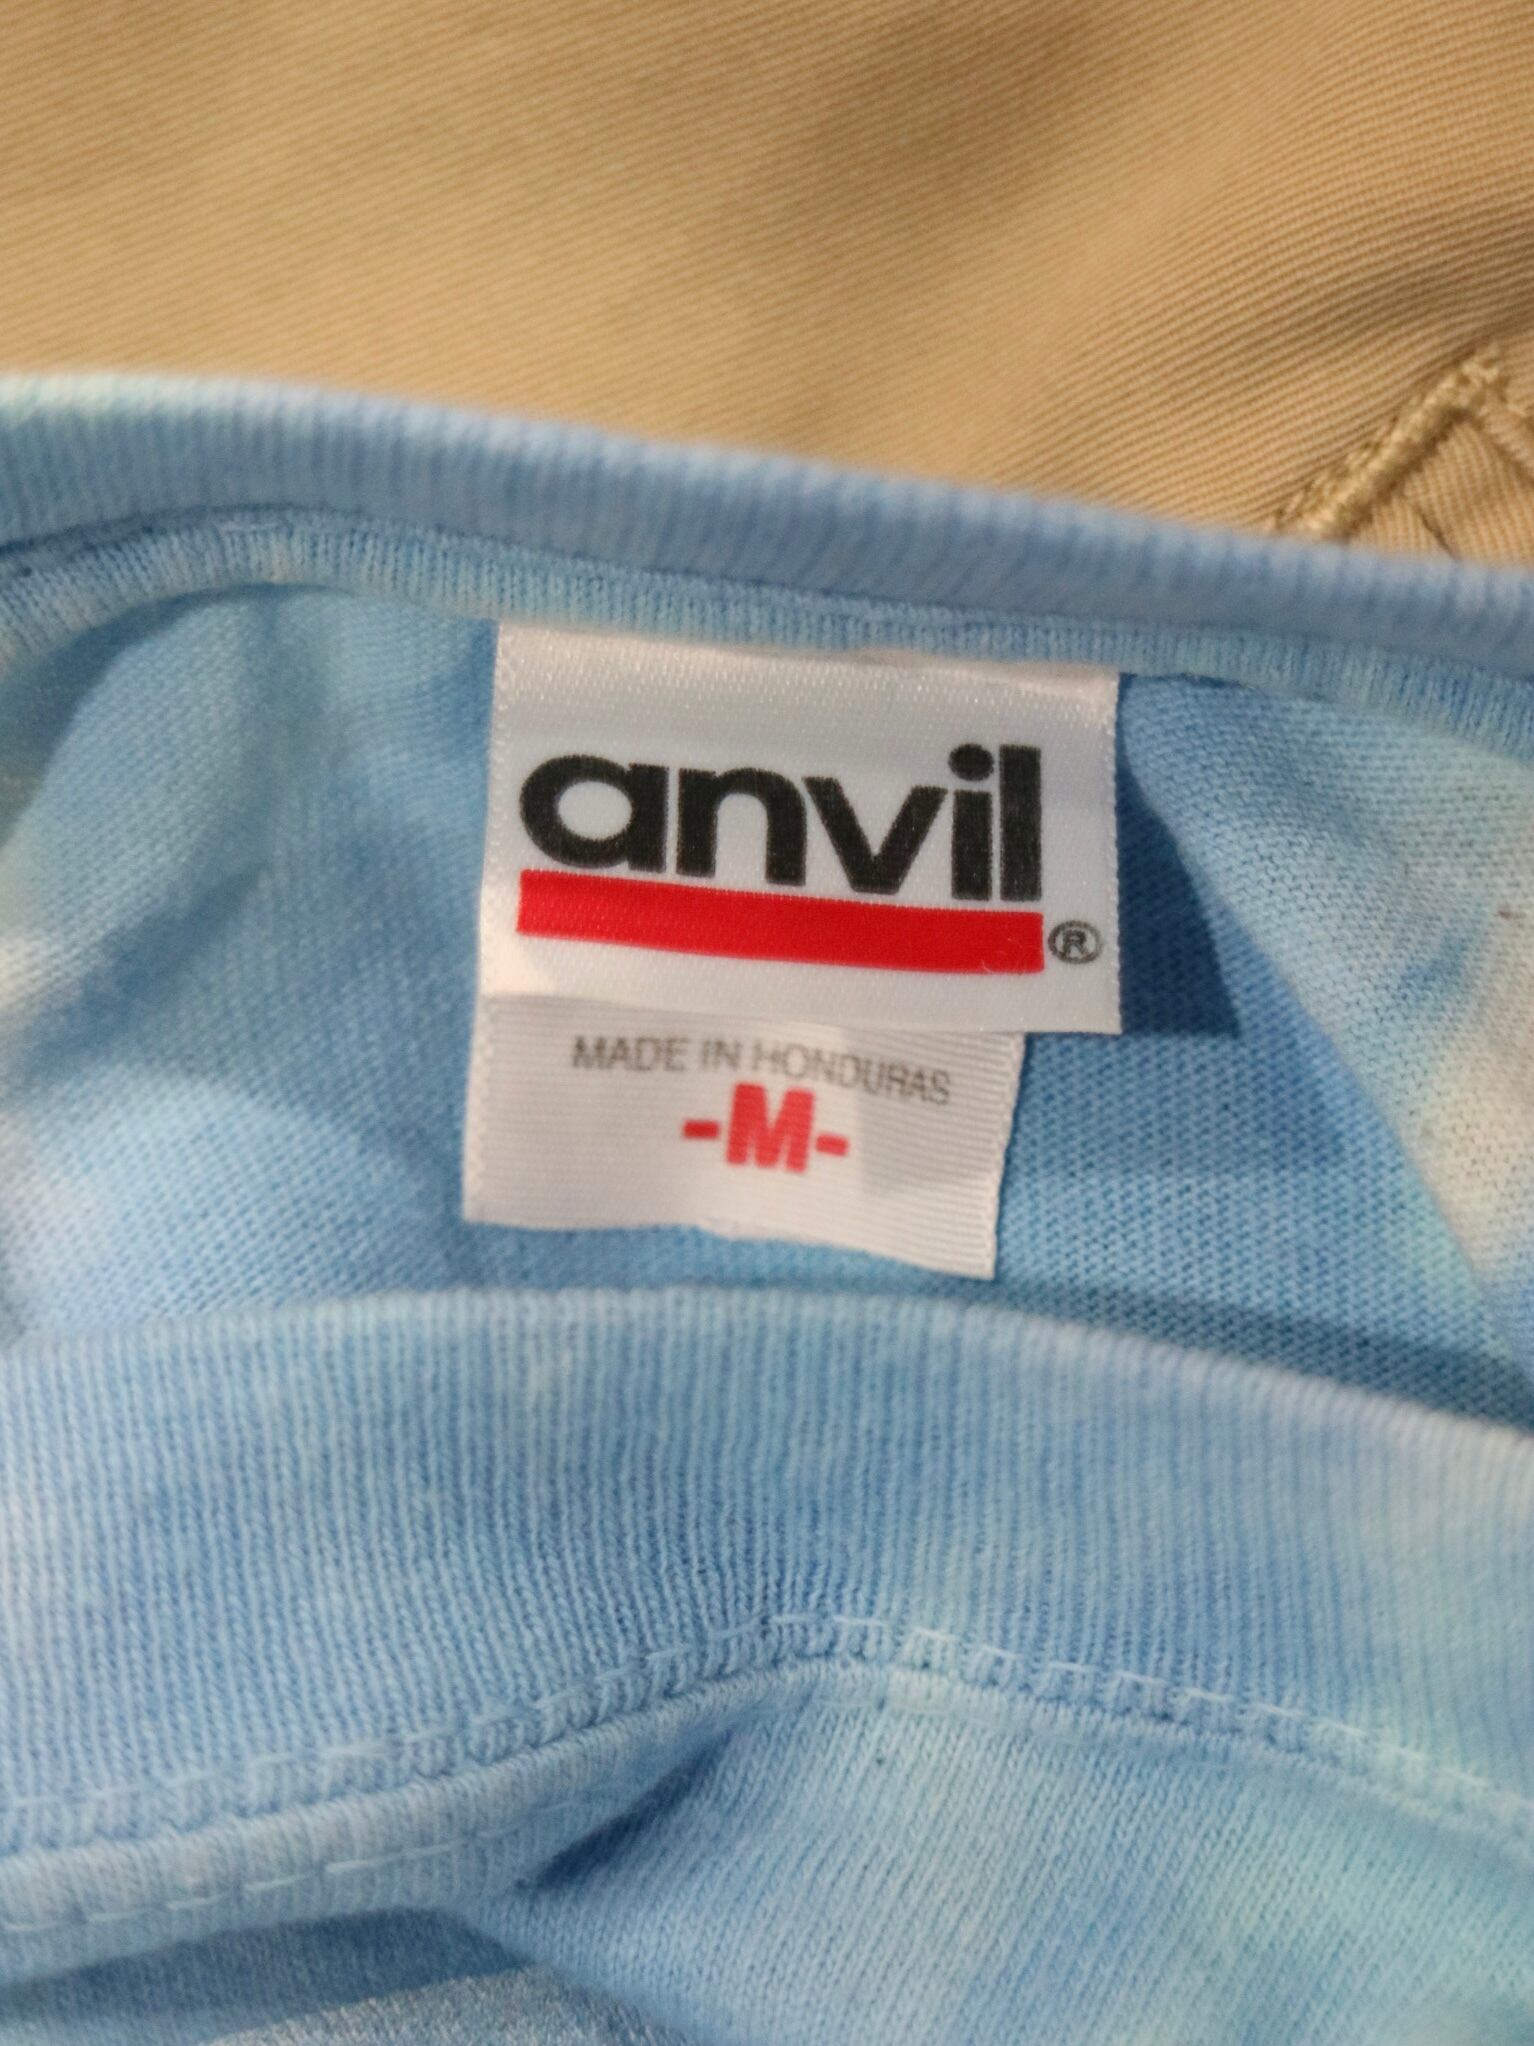 anvil
®
MADE IN HONDURAS
-M-